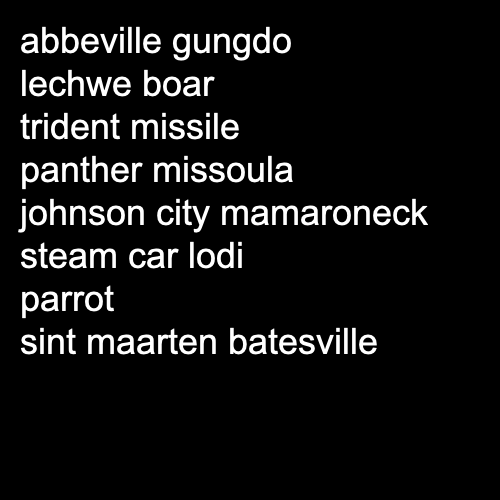 abbeville gungdo
lechwe boar
trident missile
panther missoula
johnson city mamaroneck
steam car lodi
parrot
sint maarten batesville